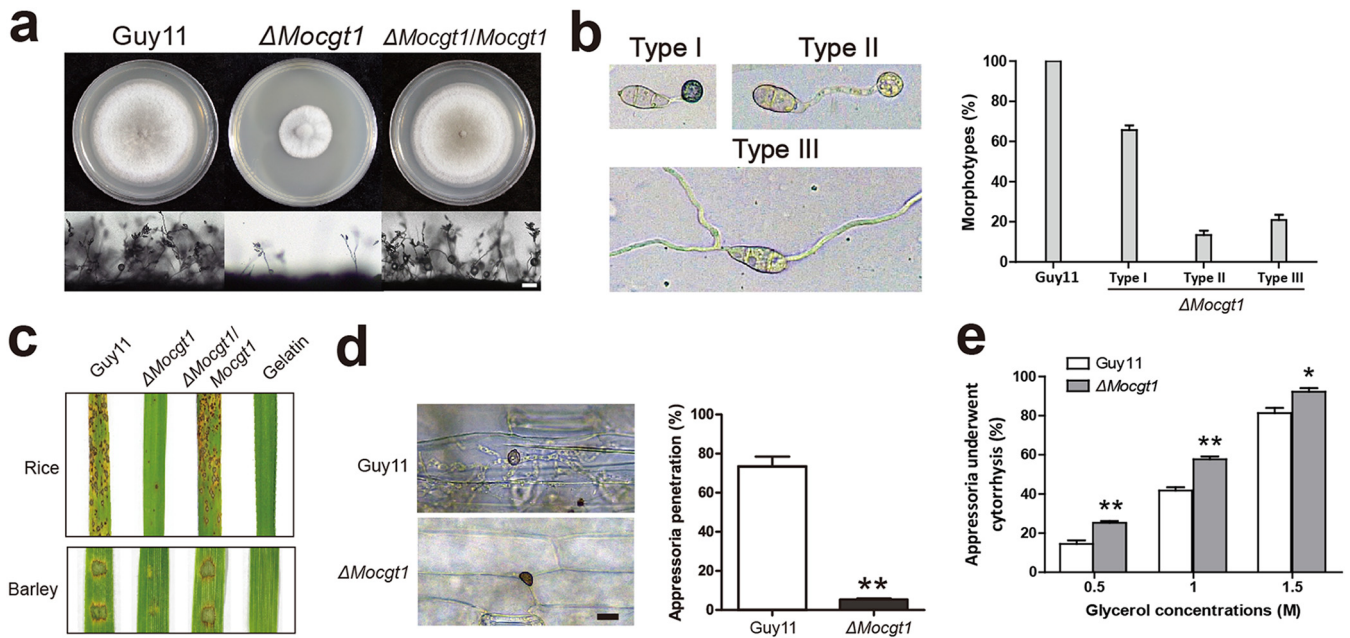 a
Guy11
ΔMocgt1
ΔMocgt1/Mocgt1
b
Type I
Type II
Type III
Morphotypes (%)
100
80
60
40
20
0
Guy11
Type I
Type II
Type III
ΔMocgt1
c
Guy11
ΔMocgt1
ΔMocgt1/
Mocgt1
Gelatin
Rice
Barley
d
Guy11
ΔMocgt1
Appressoria penetration (%)
100
80
60
40
20
0
**
Guy11
ΔMocgt1
e
Guy11
ΔMocgt1
Appressoria underwent
cytorrhysis (%)
100
80
60
40
20
0
**
**
*
0.5
1
1.5
Glycerol concentrations (M)